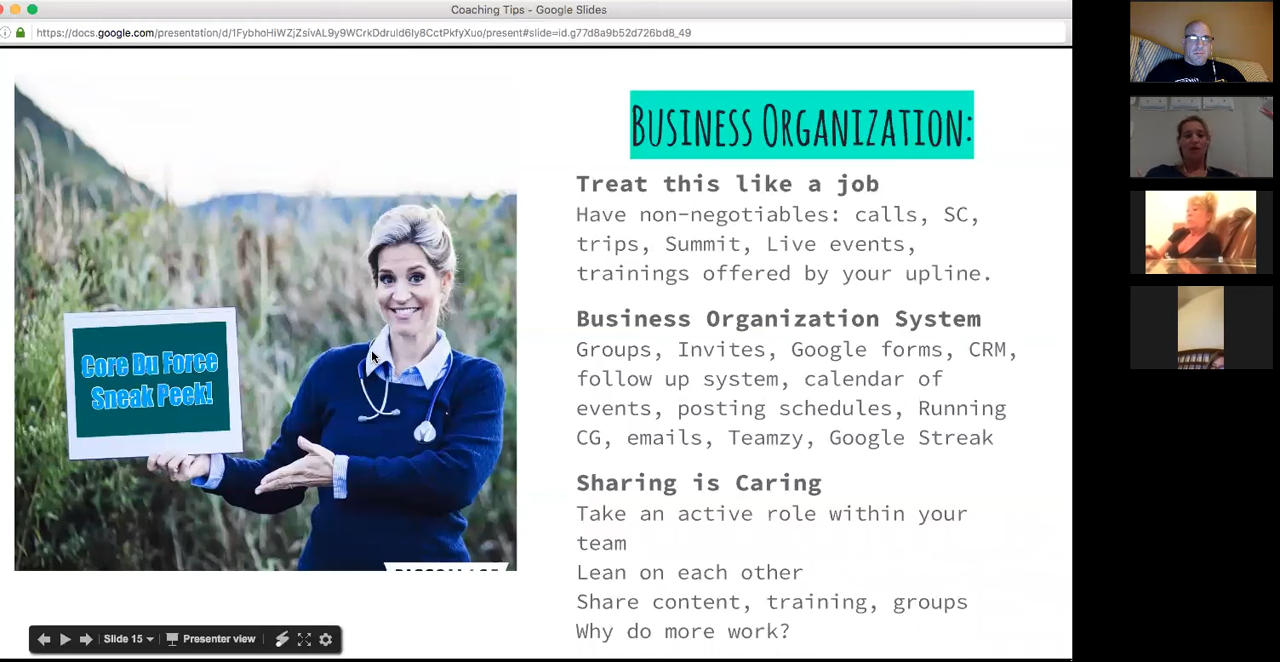 Coaching Tips - Google Slides
https://docs.google.com/presentation/d/1FybhoHiWZjZsivAL9y9WCrkDdruld6Iy8CctPkfyXuo/present#slide=id.g77d8a9b52d726bd8_49
Core Du Force
Sneak Peek!
Business Organization:
Treat this like a job
Have non-negotiables: calls, SC,
trips, Summit, Live events,
trainings offered by your upline.
Business Organization System
Groups, Invites, Google forms, CRM,
follow up system, calendar of
events, posting schedules, Running
CG, emails, Teamzy, Google Streak
Sharing is Caring
Take an active role within your
team
Lean on each other
Share content, training, groups
Why do more work?
Slide 15
Presenter view